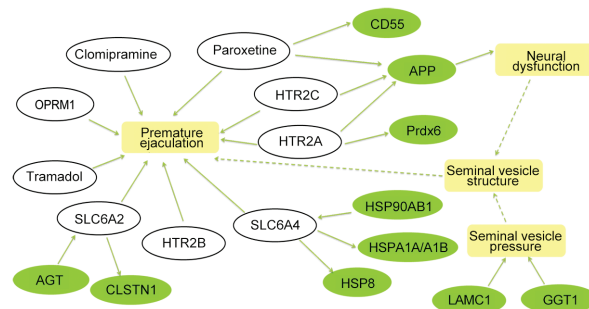 CD55
Paroxetine
Clomipramine
Neural
dysfunction
APP
HTR2C
OPRM1
Premature
ejaculation
HTR2A
Prdx6
Tramadol
Seminal vesicle
structure
HSP90AB1
SLC6A2
SLC6A4
HTR2B
HSPA1A/A1B
Seminal vesicle
pressure
AGT
CLSTN1
HSP8
LAMC1
GGT1